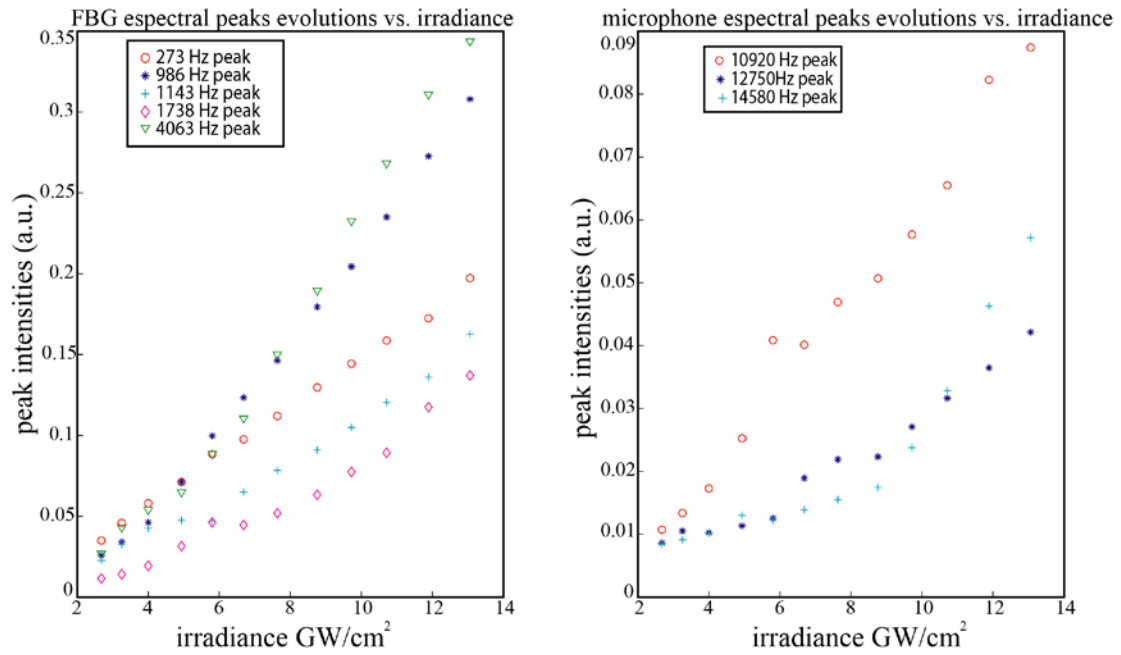 FBG espectral peaks evolutions vs. irradiance
0.35
0.3
0.25
0.2
0.15
0.1
0.05
0
273 Hz peak
986 Hz peak
1143 Hz peak
1738 Hz peak
4063 Hz peak
peak intensities (a.u.)
2 4 6 8 10 12 14
irradiance GW/cm²
microphone espectral peaks evolutions vs. irradiance
0.09
0.08
0.07
0.06
0.05
0.04
0.03
0.02
0.01
0
10920 Hz peak
12750Hz peak
14580 Hz peak
peak intensities (a.u.)
2 4 6 8 10 12 14
irradiance GW/cm²